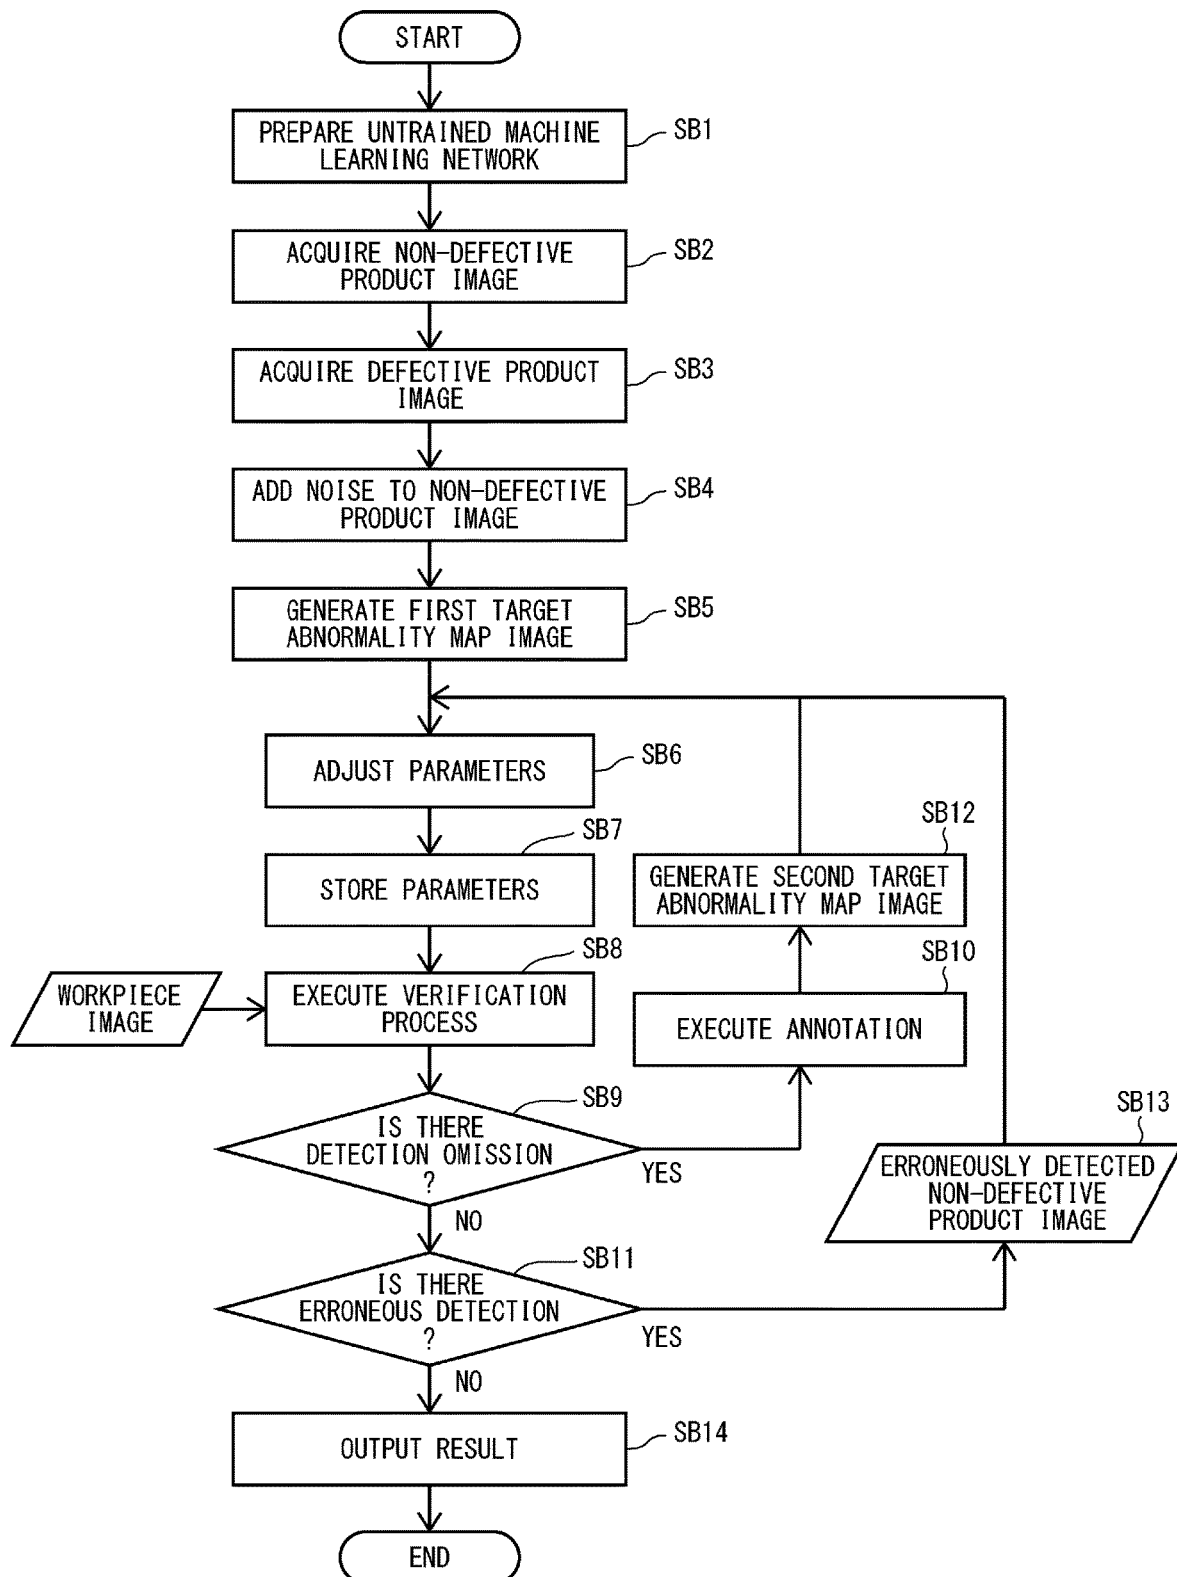 START
PREPARE UNTRAINED MACHINE
LEARNING NETWORK
SB1
ACQUIRE NON-DEFECTIVE
PRODUCT IMAGE
SB2
ACQUIRE DEFECTIVE PRODUCT
IMAGE
SB3
ADD NOISE TO NON-DEFECTIVE
PRODUCT IMAGE
SB4
GENERATE FIRST TARGET
ABNORMALITY MAP IMAGE
SB5
ADJUST PARAMETERS
SB6
STORE PARAMETERS
SB7
GENERATE SECOND TARGET
ABNORMALITY MAP IMAGE
SB12
WORKPIECE
IMAGE
EXECUTE VERIFICATION
PROCESS
SB8
EXECUTE ANNOTATION
SB10
IS THERE
DETECTION OMISSION
?
SB9
YES
NO
ERRONEOUSLY DETECTED
NON-DEFECTIVE
PRODUCT IMAGE
SB13
IS THERE
ERRONEOUS DETECTION
?
SB11
YES
NO
OUTPUT RESULT
SB14
END